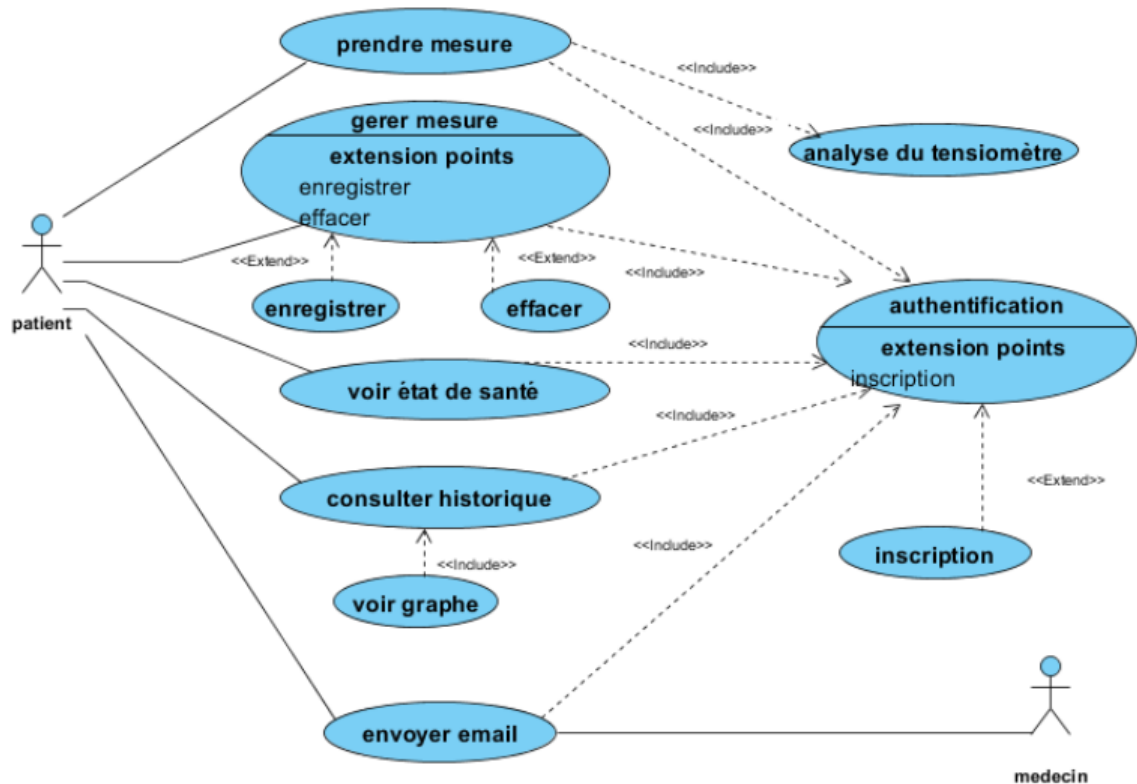 prendre mesure
<<Include>>
<<Include>>
analyse du tensiomètre
gerer mesure
extension points
enregistrer
effacer
<<Extend>>
<<Extend>>
<<Include>>
enregistrer
effacer
patient
authentification
extension points
inscription
<<Include>>
voir état de santé
<<Include>>
consulter historique
<<Extend>>
<<Include>>
inscription
<<Include>>
voir graphe
envoyer email
medecin